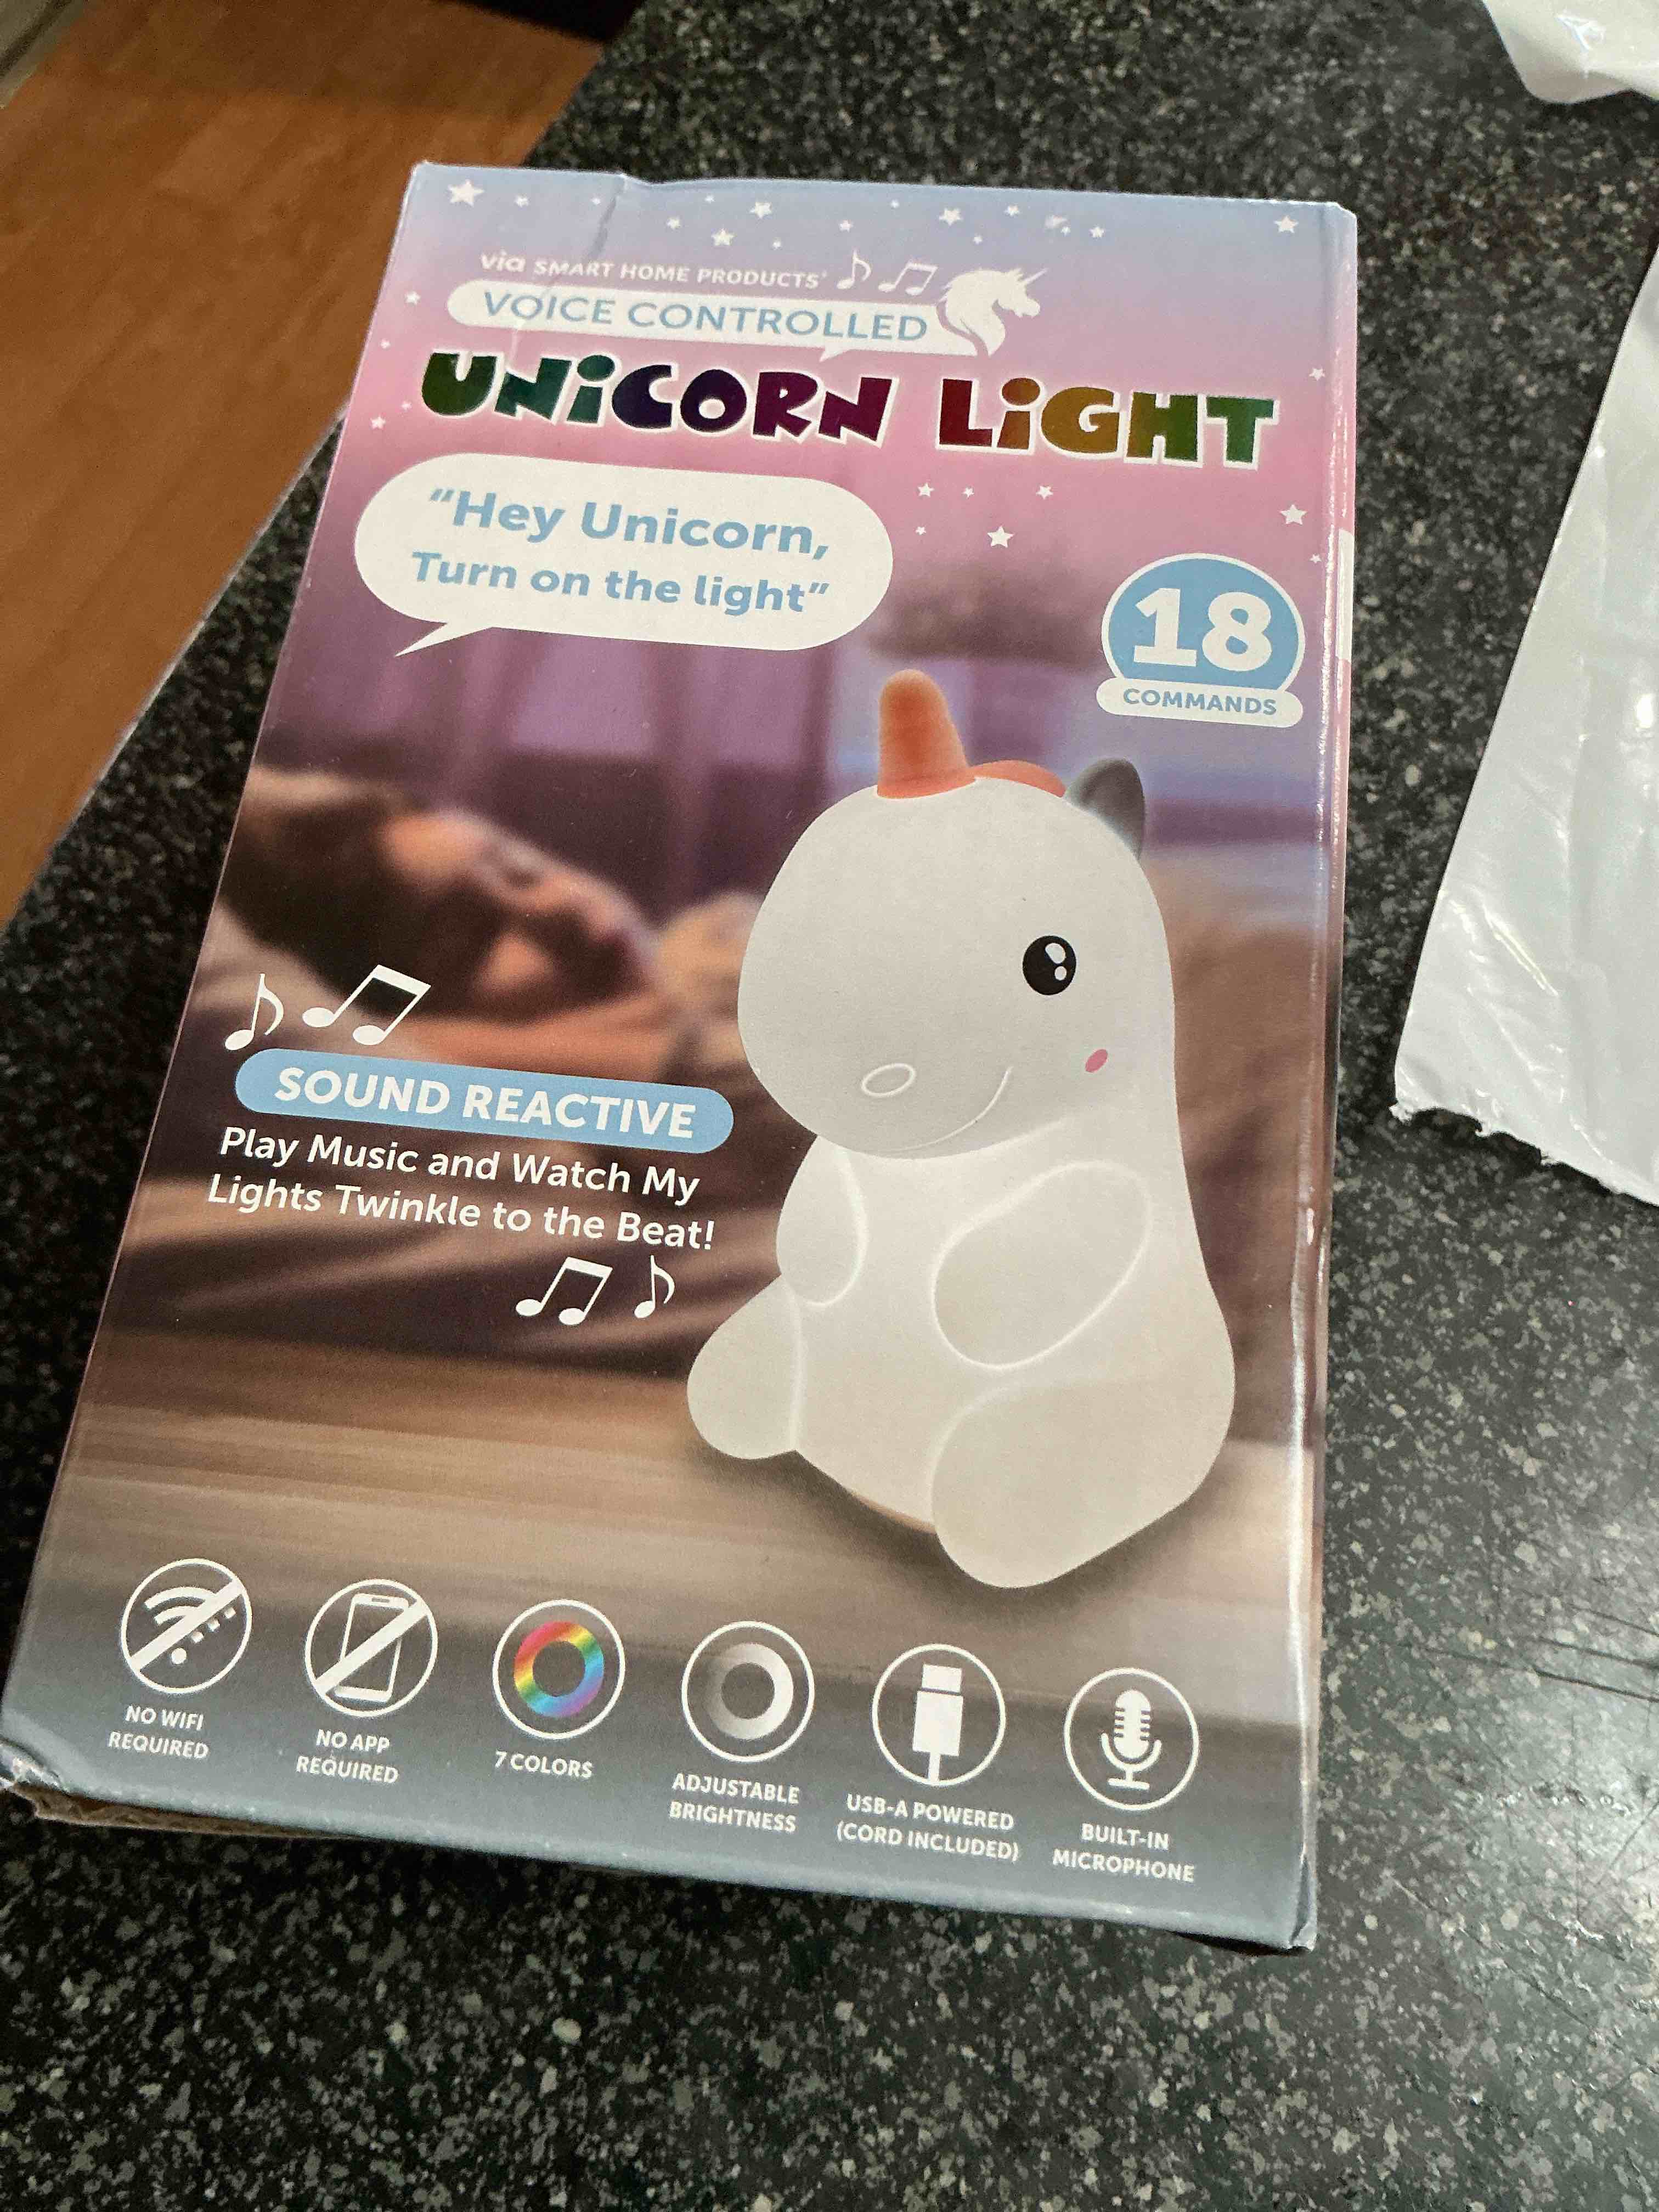 via SMART HOME PRODUCTS
VOICE CONTROLLED
UNiCORN LiGHT
"Hey Unicorn,
Turn on the light"
18
COMMANDS
SOUND REACTIVE
Play Music and Watch My
Lights Twinkle to the Beat!
NO WIFI
REQUIRED
NO APP
REQUIRED
7 COLORS
ADJUSTABLE
BRIGHTNESS
USB-A POWERED
(CORD INCLUDED)
BUILT-IN
MICROPHONE